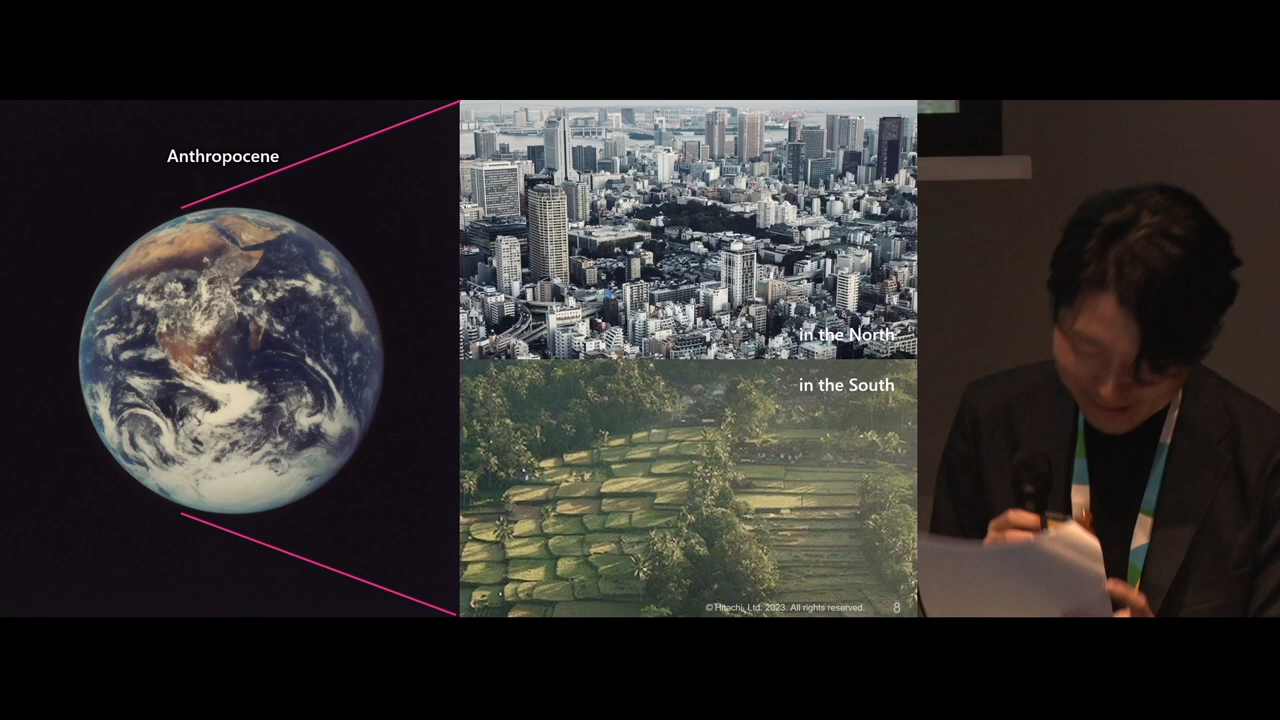 Anthropocene
in the North
in the South
© Hitachi, Ltd. 2023. All rights reserved.
8